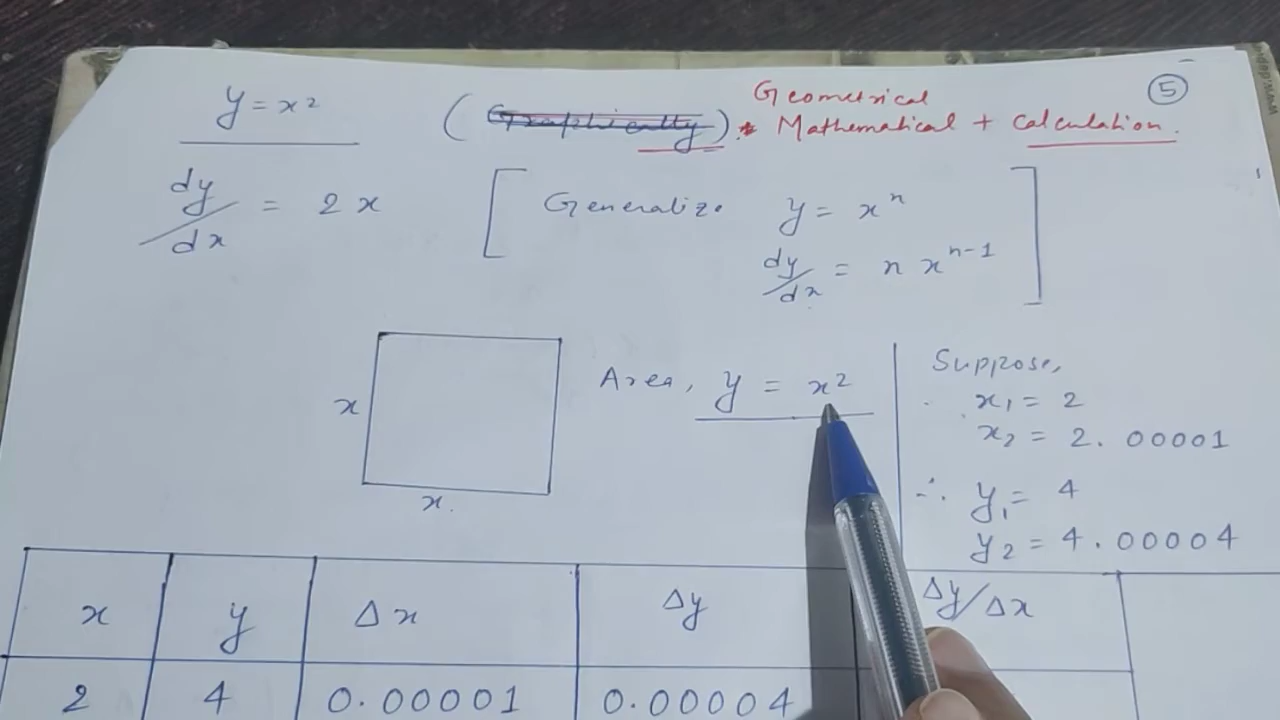 y = x²
(Graphically) * Geometrical
Mathematical + Calculation.
5
dy/dx = 2x
[ Generalize y = xⁿ
dy/dx = n xⁿ⁻¹ ]
x
x.
Area, y = x²
Suppose,
x₁ = 2
x₂ = 2.00001
∴ y₁ = 4
y₂ = 4.00004
x y Δx Δy Δy/Δx
2 4 0.00001 0.00004